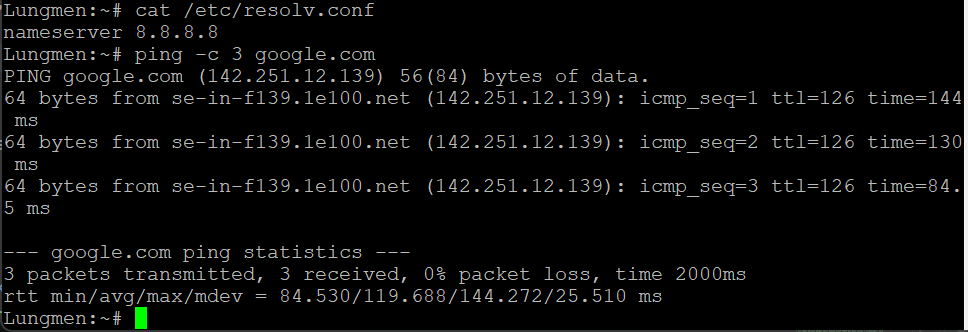 Lungmen:~# cat /etc/resolv.conf
nameserver 8.8.8.8
Lungmen:~# ping -c 3 google.com
PING google.com (142.251.12.139) 56(84) bytes of data.
64 bytes from se-in-f139.1e100.net (142.251.12.139): icmp_seq=1 ttl=126 time=144
 ms
64 bytes from se-in-f139.1e100.net (142.251.12.139): icmp_seq=2 ttl=126 time=130
 ms
64 bytes from se-in-f139.1e100.net (142.251.12.139): icmp_seq=3 ttl=126 time=84.
5 ms

--- google.com ping statistics ---
3 packets transmitted, 3 received, 0% packet loss, time 2000ms
rtt min/avg/max/mdev = 84.530/119.688/144.272/25.510 ms
Lungmen:~#